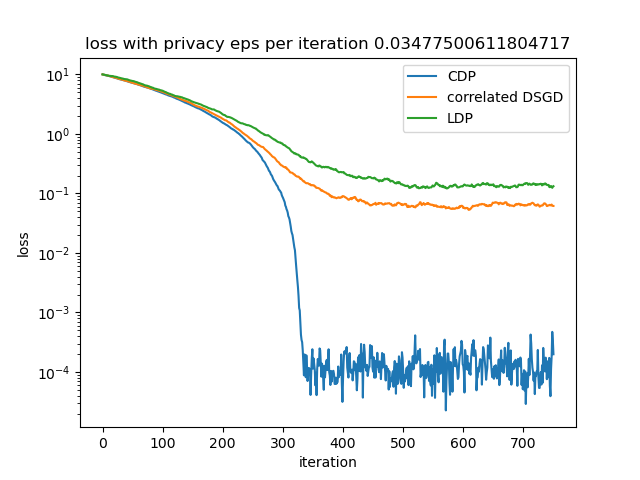 loss with privacy eps per iteration 0.03477500611804717
CDP
correlated DSGD
LDP
10¹
10⁰
10⁻¹
10⁻²
10⁻³
10⁻⁴
loss
0 100 200 300 400 500 600 700
iteration